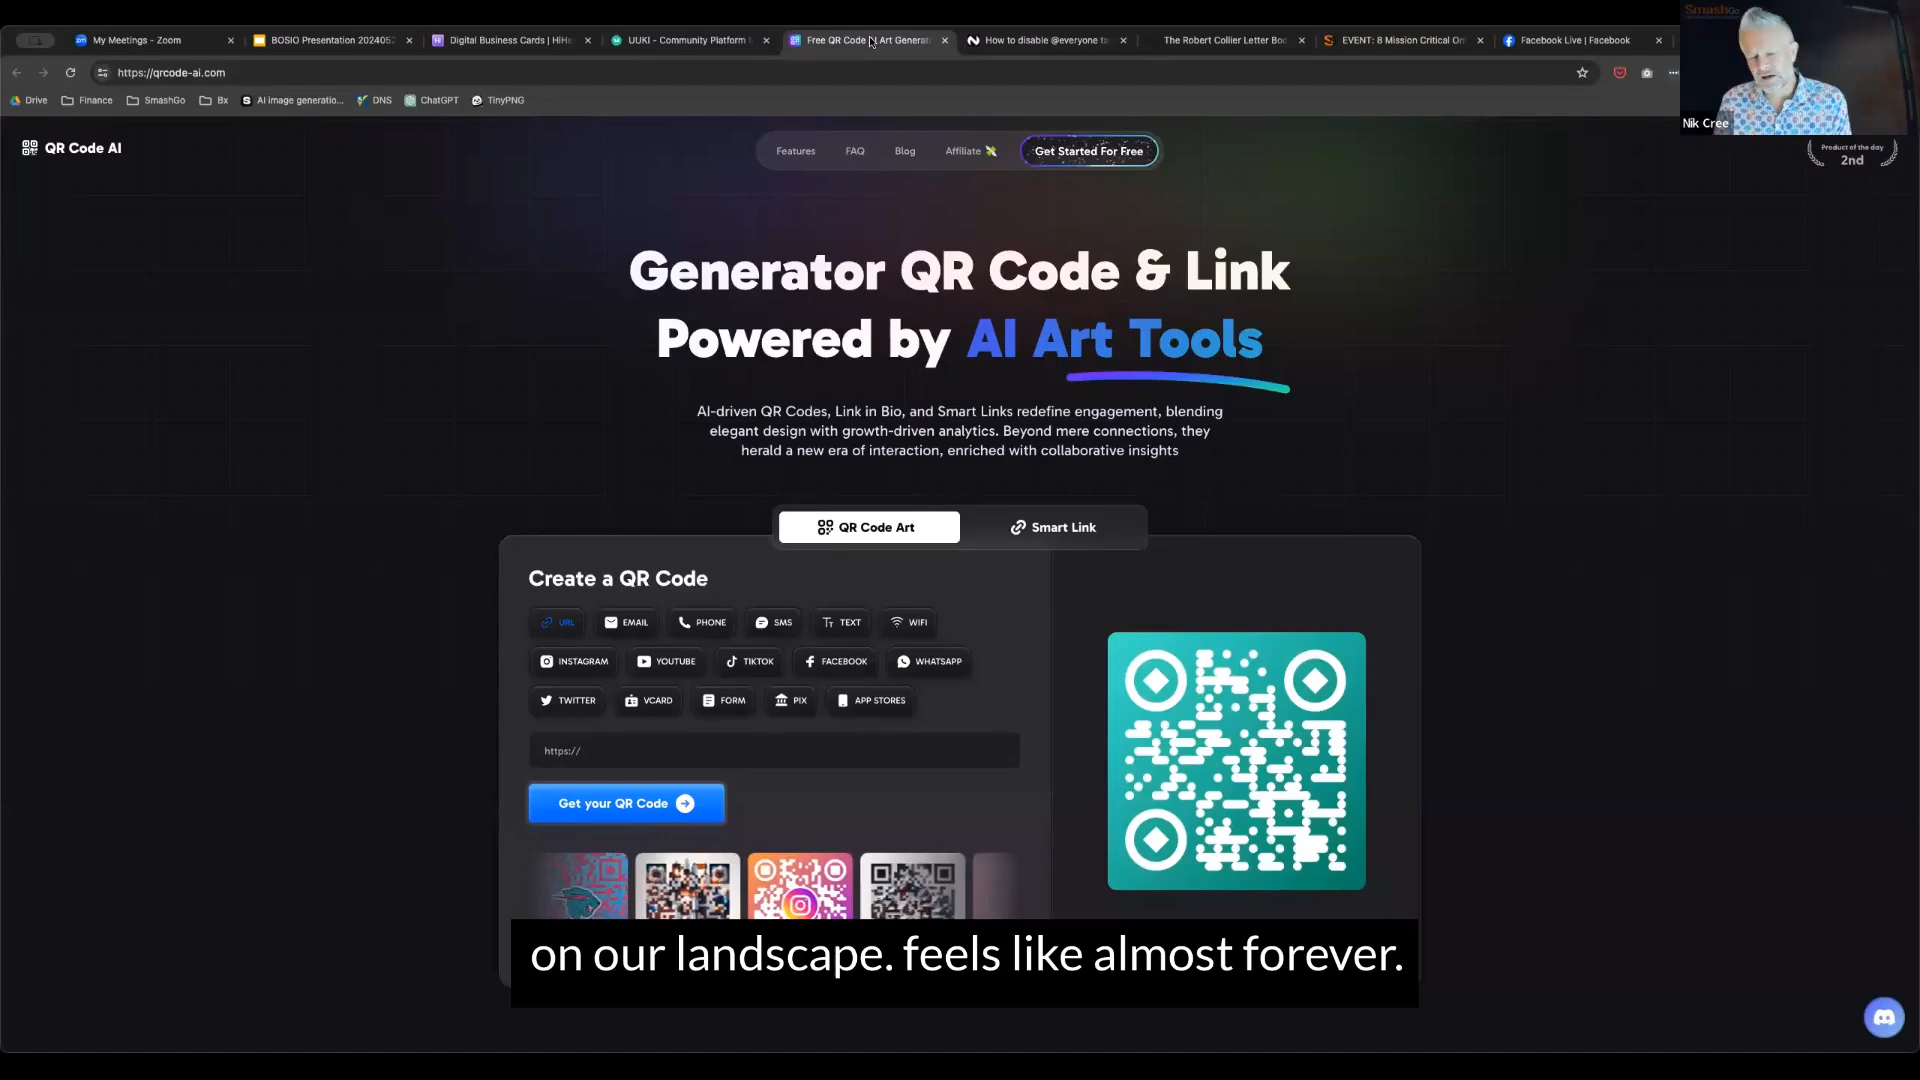 My Meetings - Zoom
BOSIO Presentation 2024052
Digital Business Cards | HiHe
UUKI - Community Platform
Free QR Code AI Art Generat
How to disable @everyone ta
The Robert Collier Letter Boo
EVENT: 8 Mission Critical On
Facebook Live | Facebook
https://qrcode-ai.com
Drive
Finance
SmashGo
Bx
AI image generatio...
DNS
ChatGPT
TinyPNG
SmashGo
Nik Cree
QR Code AI
Features
FAQ
Blog
Affiliate
Get Started For Free
Product of the day
2nd
Generator QR Code & Link
Powered by AI Art Tools
AI-driven QR Codes, Link in Bio, and Smart Links redefine engagement, blending
elegant design with growth-driven analytics. Beyond mere connections, they
herald a new era of interaction, enriched with collaborative insights
QR Code Art
Smart Link
Create a QR Code
URL
EMAIL
PHONE
SMS
TEXT
WIFI
INSTAGRAM
YOUTUBE
TIKTOK
FACEBOOK
WHATSAPP
TWITTER
VCARD
FORM
PIX
APP STORES
https://
Get your QR Code
on our landscape. feels like almost forever.